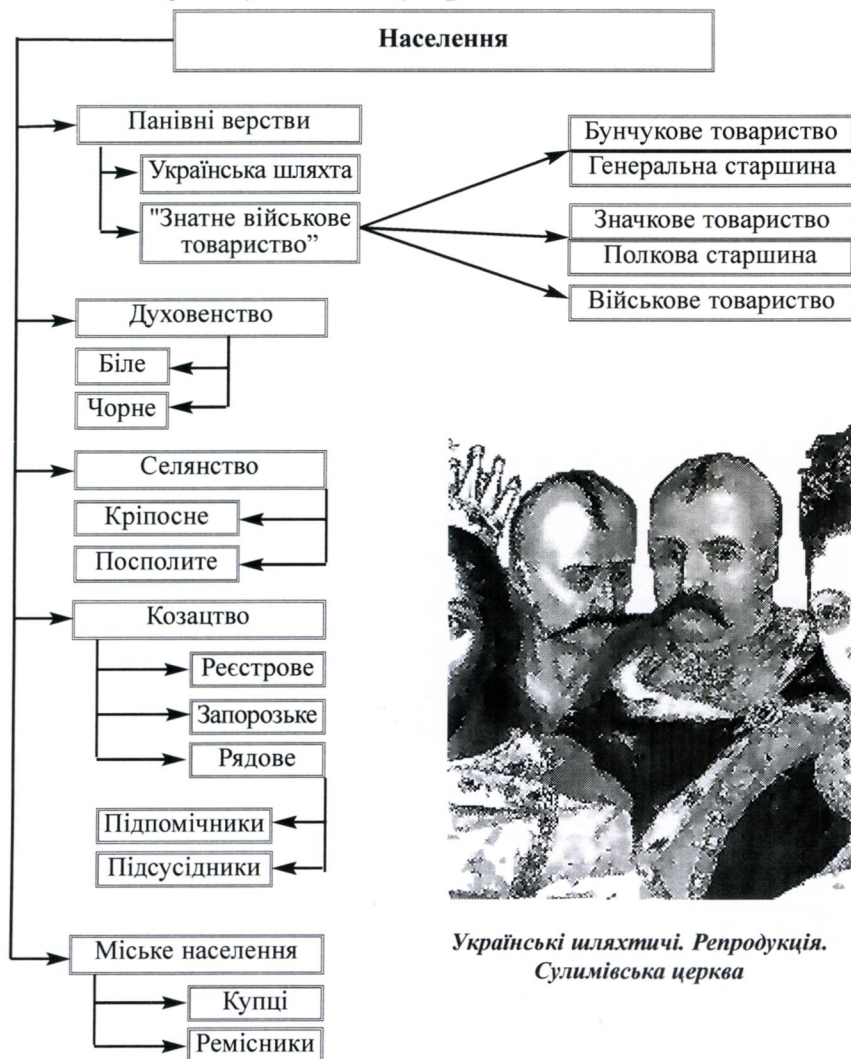 Населення
Панівні верстви
Українська шляхта
"Знатне військове
товариство”
Бунчукове товариство
Генеральна старшина
Значкове товариство
Полкова старшина
Військове товариство
Духовенство
Біле
Чорне
Селянство
Кріпосне
Посполите
Козацтво
Реєстрове
Запорозьке
Рядове
Підпомічники
Підсусідники
Міське населення
Купці
Ремісники
Українські шляхтичі. Репродукція.
Сулимівська церква